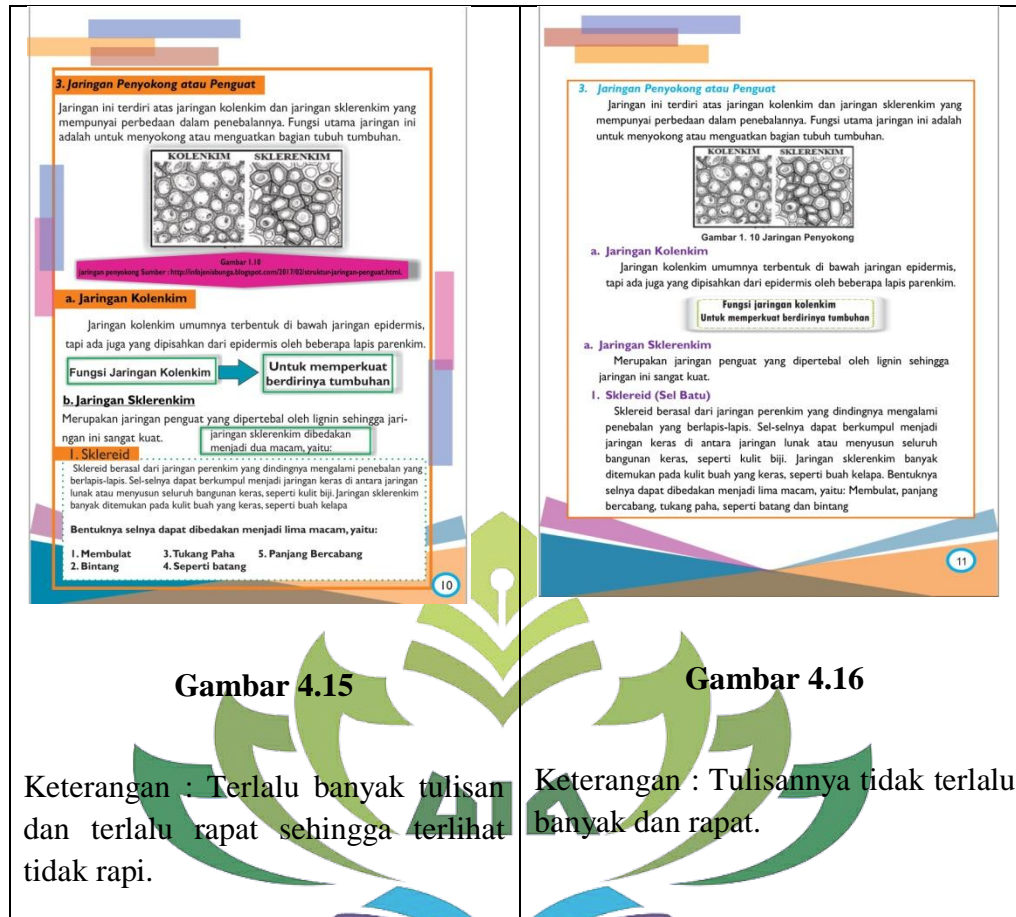 3. Jaringan Penyokong atau Penguat
Jaringan ini terdiri atas jaringan kolenkim dan jaringan sklerenkim yang
mempunyai perbedaan dalam penebalannya. Fungsi utama jaringan ini
adalah untuk menyokong atau menguatkan bagian tubuh tumbuhan.
KOLENKIM SKLERENKIM
Gambar 1.10
jaringan penyokong Sumber : http://infojenisbunga.blogspot.com/2017/02/struktur-jaringan-penguat.html.
a. Jaringan Kolenkim
Jaringan kolenkim umumnya terbentuk di bawah jaringan epidermis,
tapi ada juga yang dipisahkan dari epidermis oleh beberapa lapis parenkim.
Fungsi Jaringan Kolenkim
Untuk memperkuat
berdirinya tumbuhan
b. Jaringan Sklerenkim
Merupakan jaringan penguat yang dipertebal oleh lignin sehingga jari-
ngan ini sangat kuat.
jaringan sklerenkim dibedakan
menjadi dua macam, yaitu:
1. Sklereid
Sklereid berasal dari jaringan perenkim yang dindingnya mengalami penebalan yang
berlapis-lapis. Sel-selnya dapat berkumpul menjadi jaringan keras di antara jaringan
lunak atau menyusun seluruh bangunan keras, seperti kulit biji. Jaringan sklerenkim
banyak ditemukan pada kulit buah yang keras, seperti buah kelapa
Bentuknya selnya dapat dibedakan menjadi lima macam, yaitu:
1. Membulat 3. Tukang Paha 5. Panjang Bercabang
2. Bintang 4. Seperti batang
10
Gambar 4.15
Keterangan : Terlalu banyak tulisan
dan terlalu rapat sehingga terlihat
tidak rapi.
3. Jaringan Penyokong atau Penguat
Jaringan ini terdiri atas jaringan kolenkim dan jaringan sklerenkim yang
mempunyai perbedaan dalam penebalannya. Fungsi utama jaringan ini adalah
untuk menyokong atau menguatkan bagian tubuh tumbuhan.
KOLENKIM SKLERENKIM
Gambar 1. 10 Jaringan Penyokong
a. Jaringan Kolenkim
Jaringan kolenkim umumnya terbentuk di bawah jaringan epidermis,
tapi ada juga yang dipisahkan dari epidermis oleh beberapa lapis parenkim.
Fungsi jaringan kolenkim
Untuk memperkuat berdirinya tumbuhan
a. Jaringan Sklerenkim
Merupakan jaringan penguat yang dipertebal oleh lignin sehingga
jaringan ini sangat kuat.
1. Sklereid (Sel Batu)
Sklereid berasal dari jaringan perenkim yang dindingnya mengalami
penebalan yang berlapis-lapis. Sel-selnya dapat berkumpul menjadi
jaringan keras di antara jaringan lunak atau menyusun seluruh
bangunan keras, seperti kulit biji. Jaringan sklerenkim banyak
ditemukan pada kulit buah yang keras, seperti buah kelapa. Bentuknya
selnya dapat dibedakan menjadi lima macam, yaitu: Membulat, panjang
bercabang, tukang paha, seperti batang dan bintang
11
Gambar 4.16
Keterangan : Tulisannya tidak terlalu
banyak dan rapat.